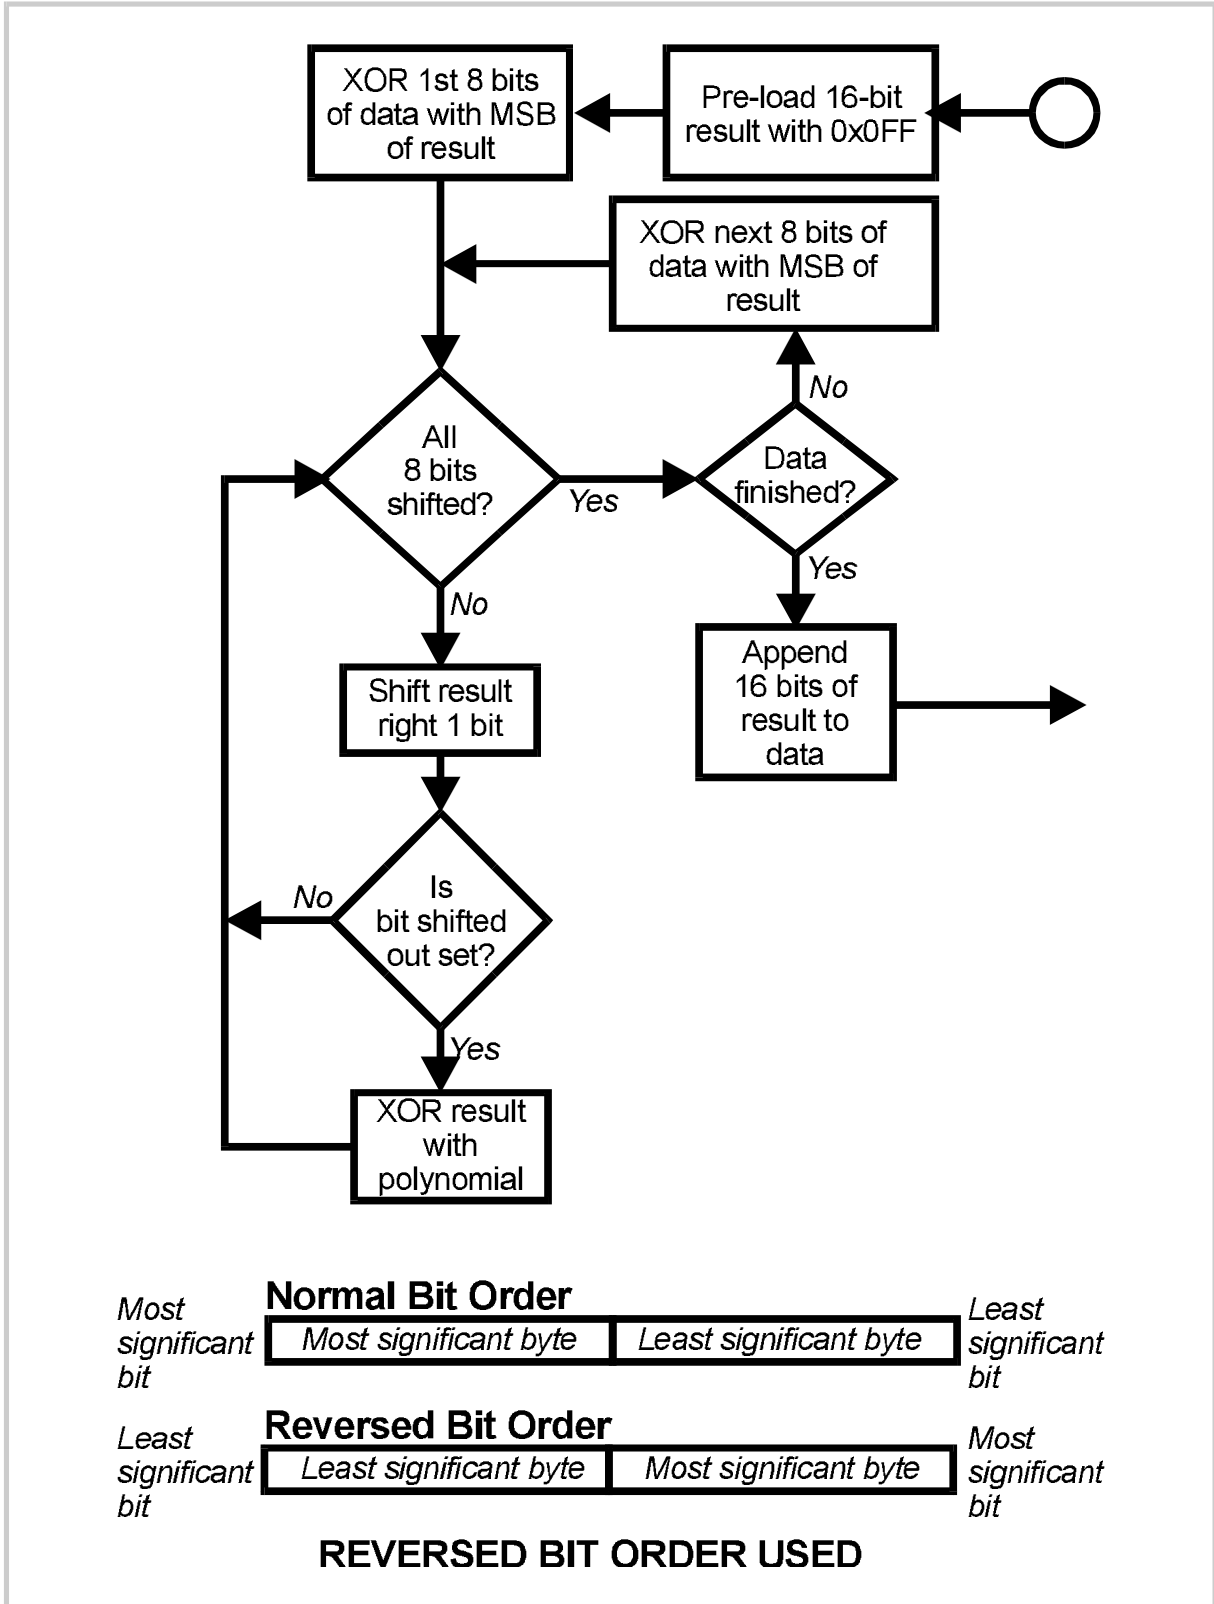 XOR 1st 8 bits
of data with MSB
of result
Pre-load 16-bit
result with 0x0FF
XOR next 8 bits of
data with MSB of
result
No
All
8 bits
shifted?
Yes
Data
finished?
Yes
No
Append
16 bits of
result to
data
Shift result
right 1 bit
Is
bit shifted
out set?
No
Yes
XOR result
with
polynomial
Normal Bit Order
Most
significant
bit
Most significant byte
Least significant byte
Least
significant
bit
Reversed Bit Order
Least
significant
bit
Least significant byte
Most significant byte
Most
significant
bit
REVERSED BIT ORDER USED